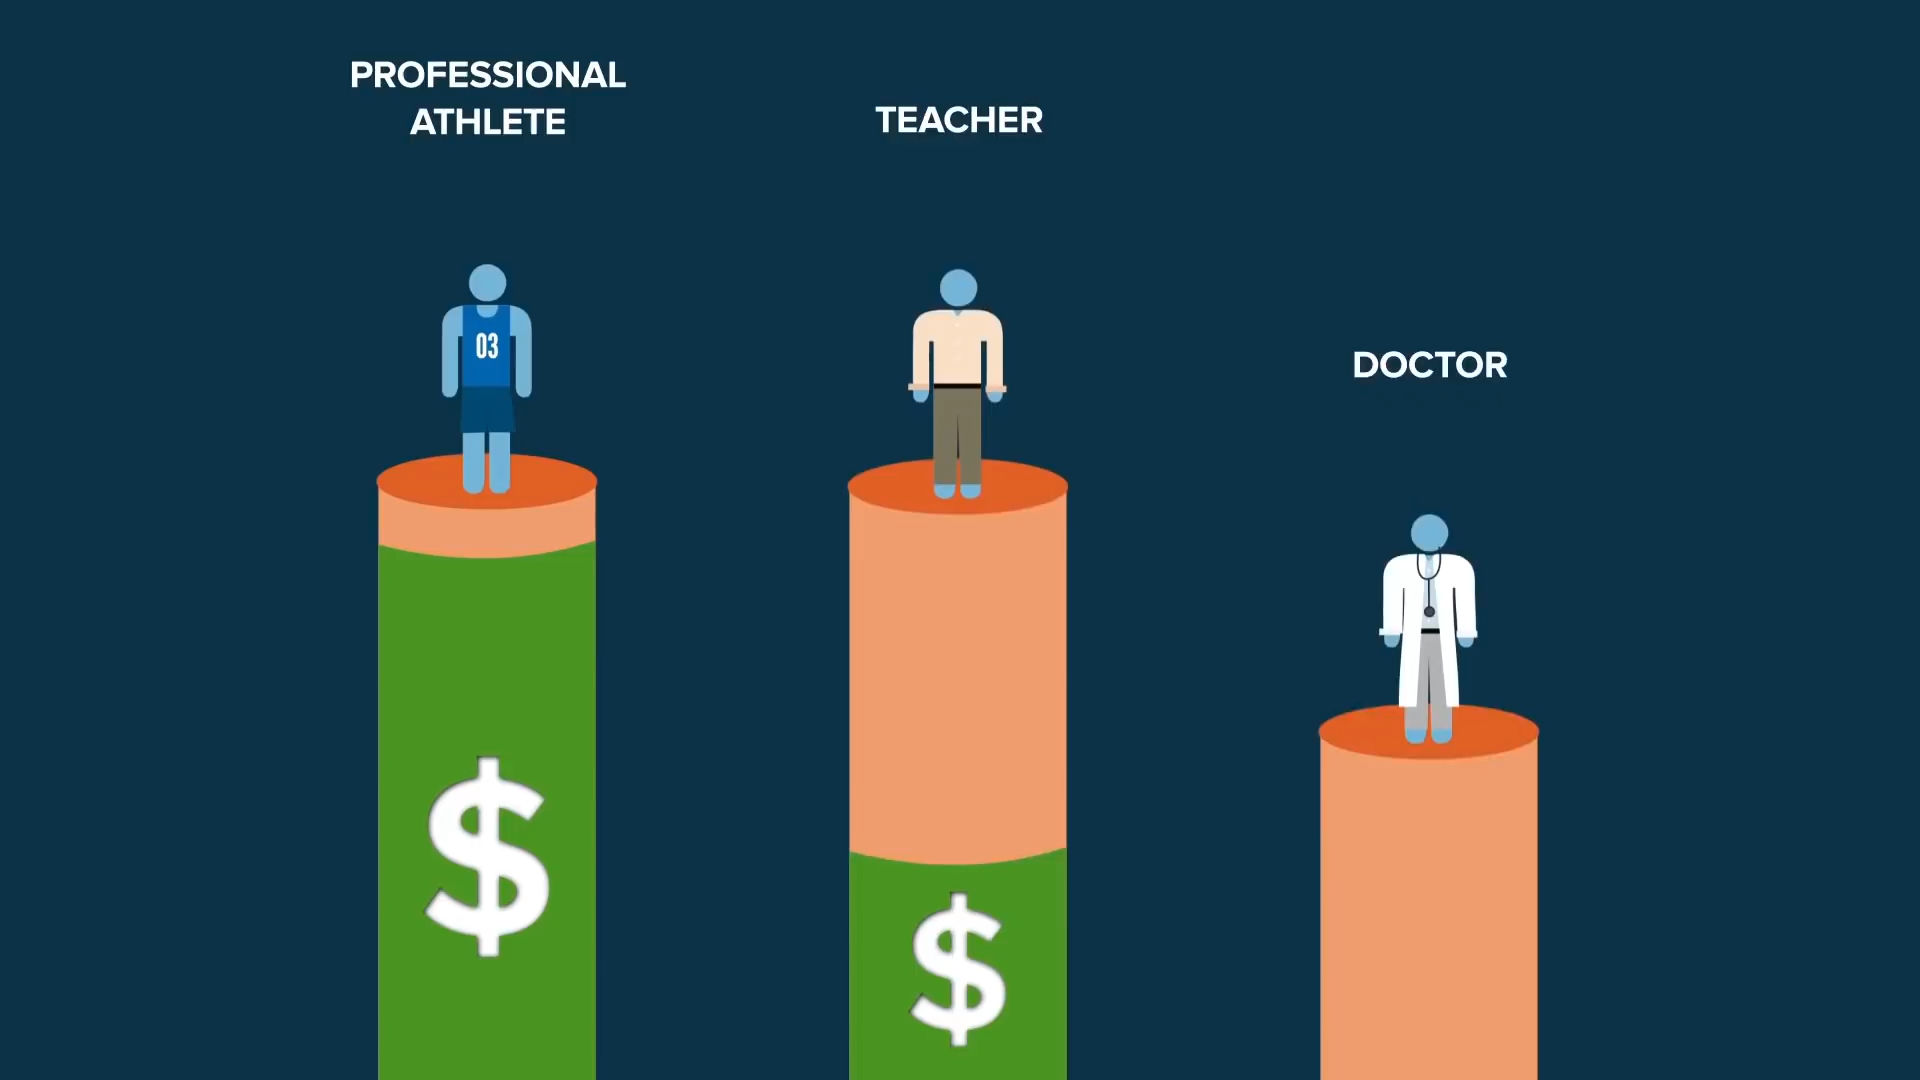 PROFESSIONAL
ATHLETE
TEACHER
DOCTOR
03
$
$